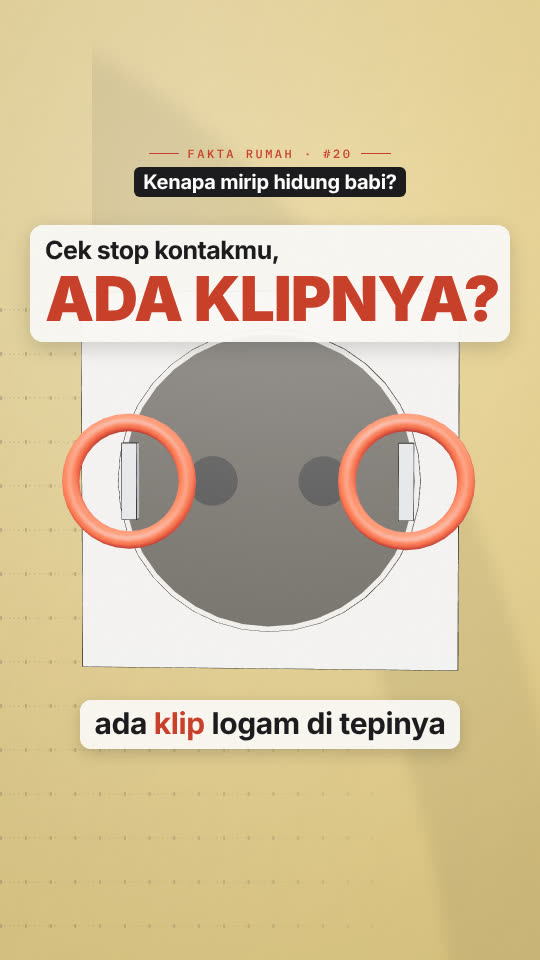 FAKTA RUMAH · #20
Kenapa mirip hidung babi?
Cek stop kontakmu,
ADA KLIPNYA?
ada klip logam di tepinya